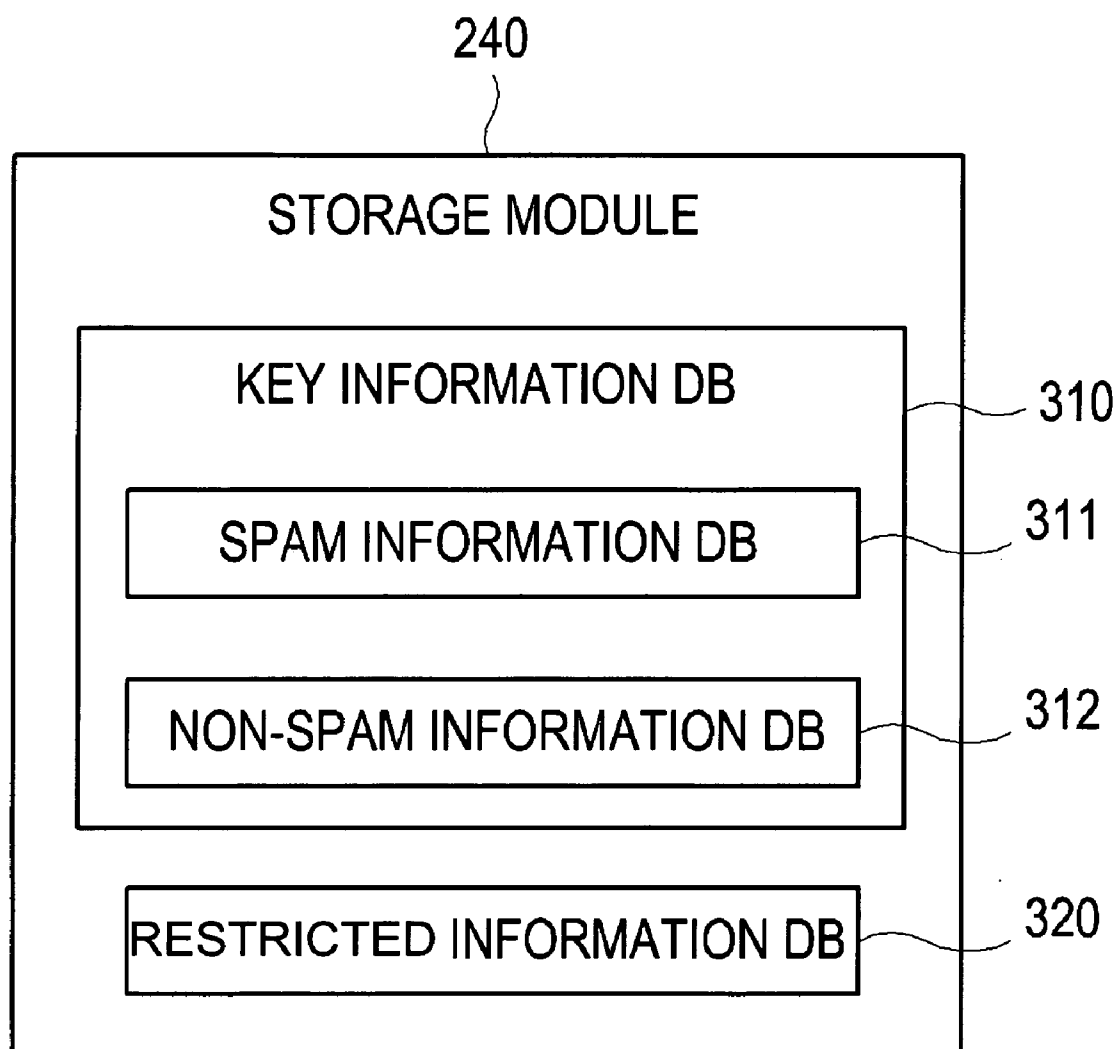 240
STORAGE MODULE
KEY INFORMATION DB
310
SPAM INFORMATION DB
311
NON-SPAM INFORMATION DB
312
RESTRICTED INFORMATION DB
320